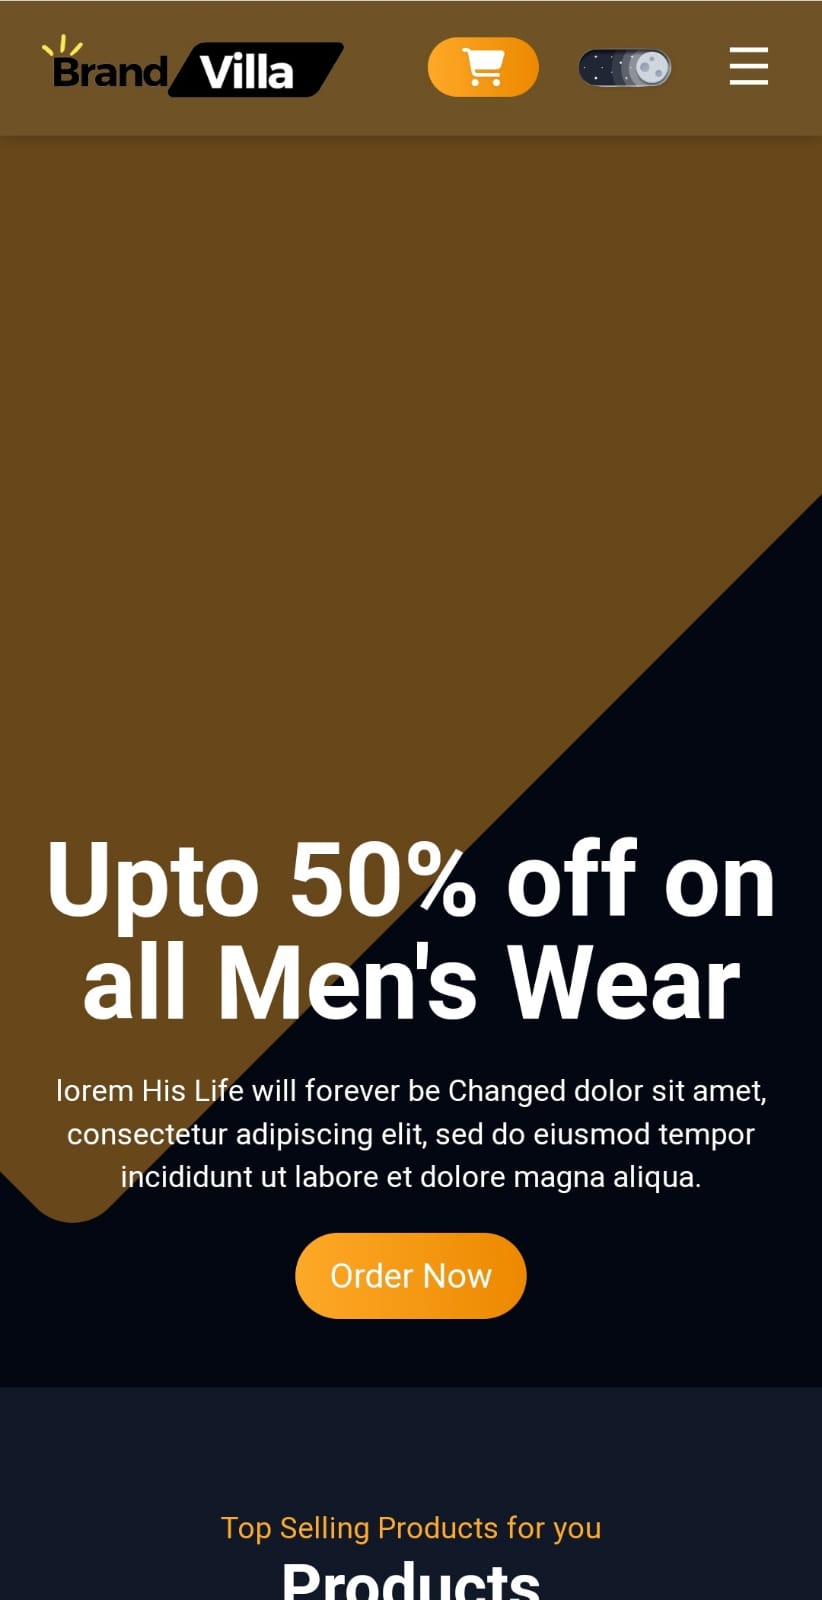 Brand Villa
Upto 50% off on
all Men's Wear
lorem His Life will forever be Changed dolor sit amet,
consectetur adipiscing elit, sed do eiusmod tempor
incididunt ut labore et dolore magna aliqua.
Order Now
Top Selling Products for you
Products